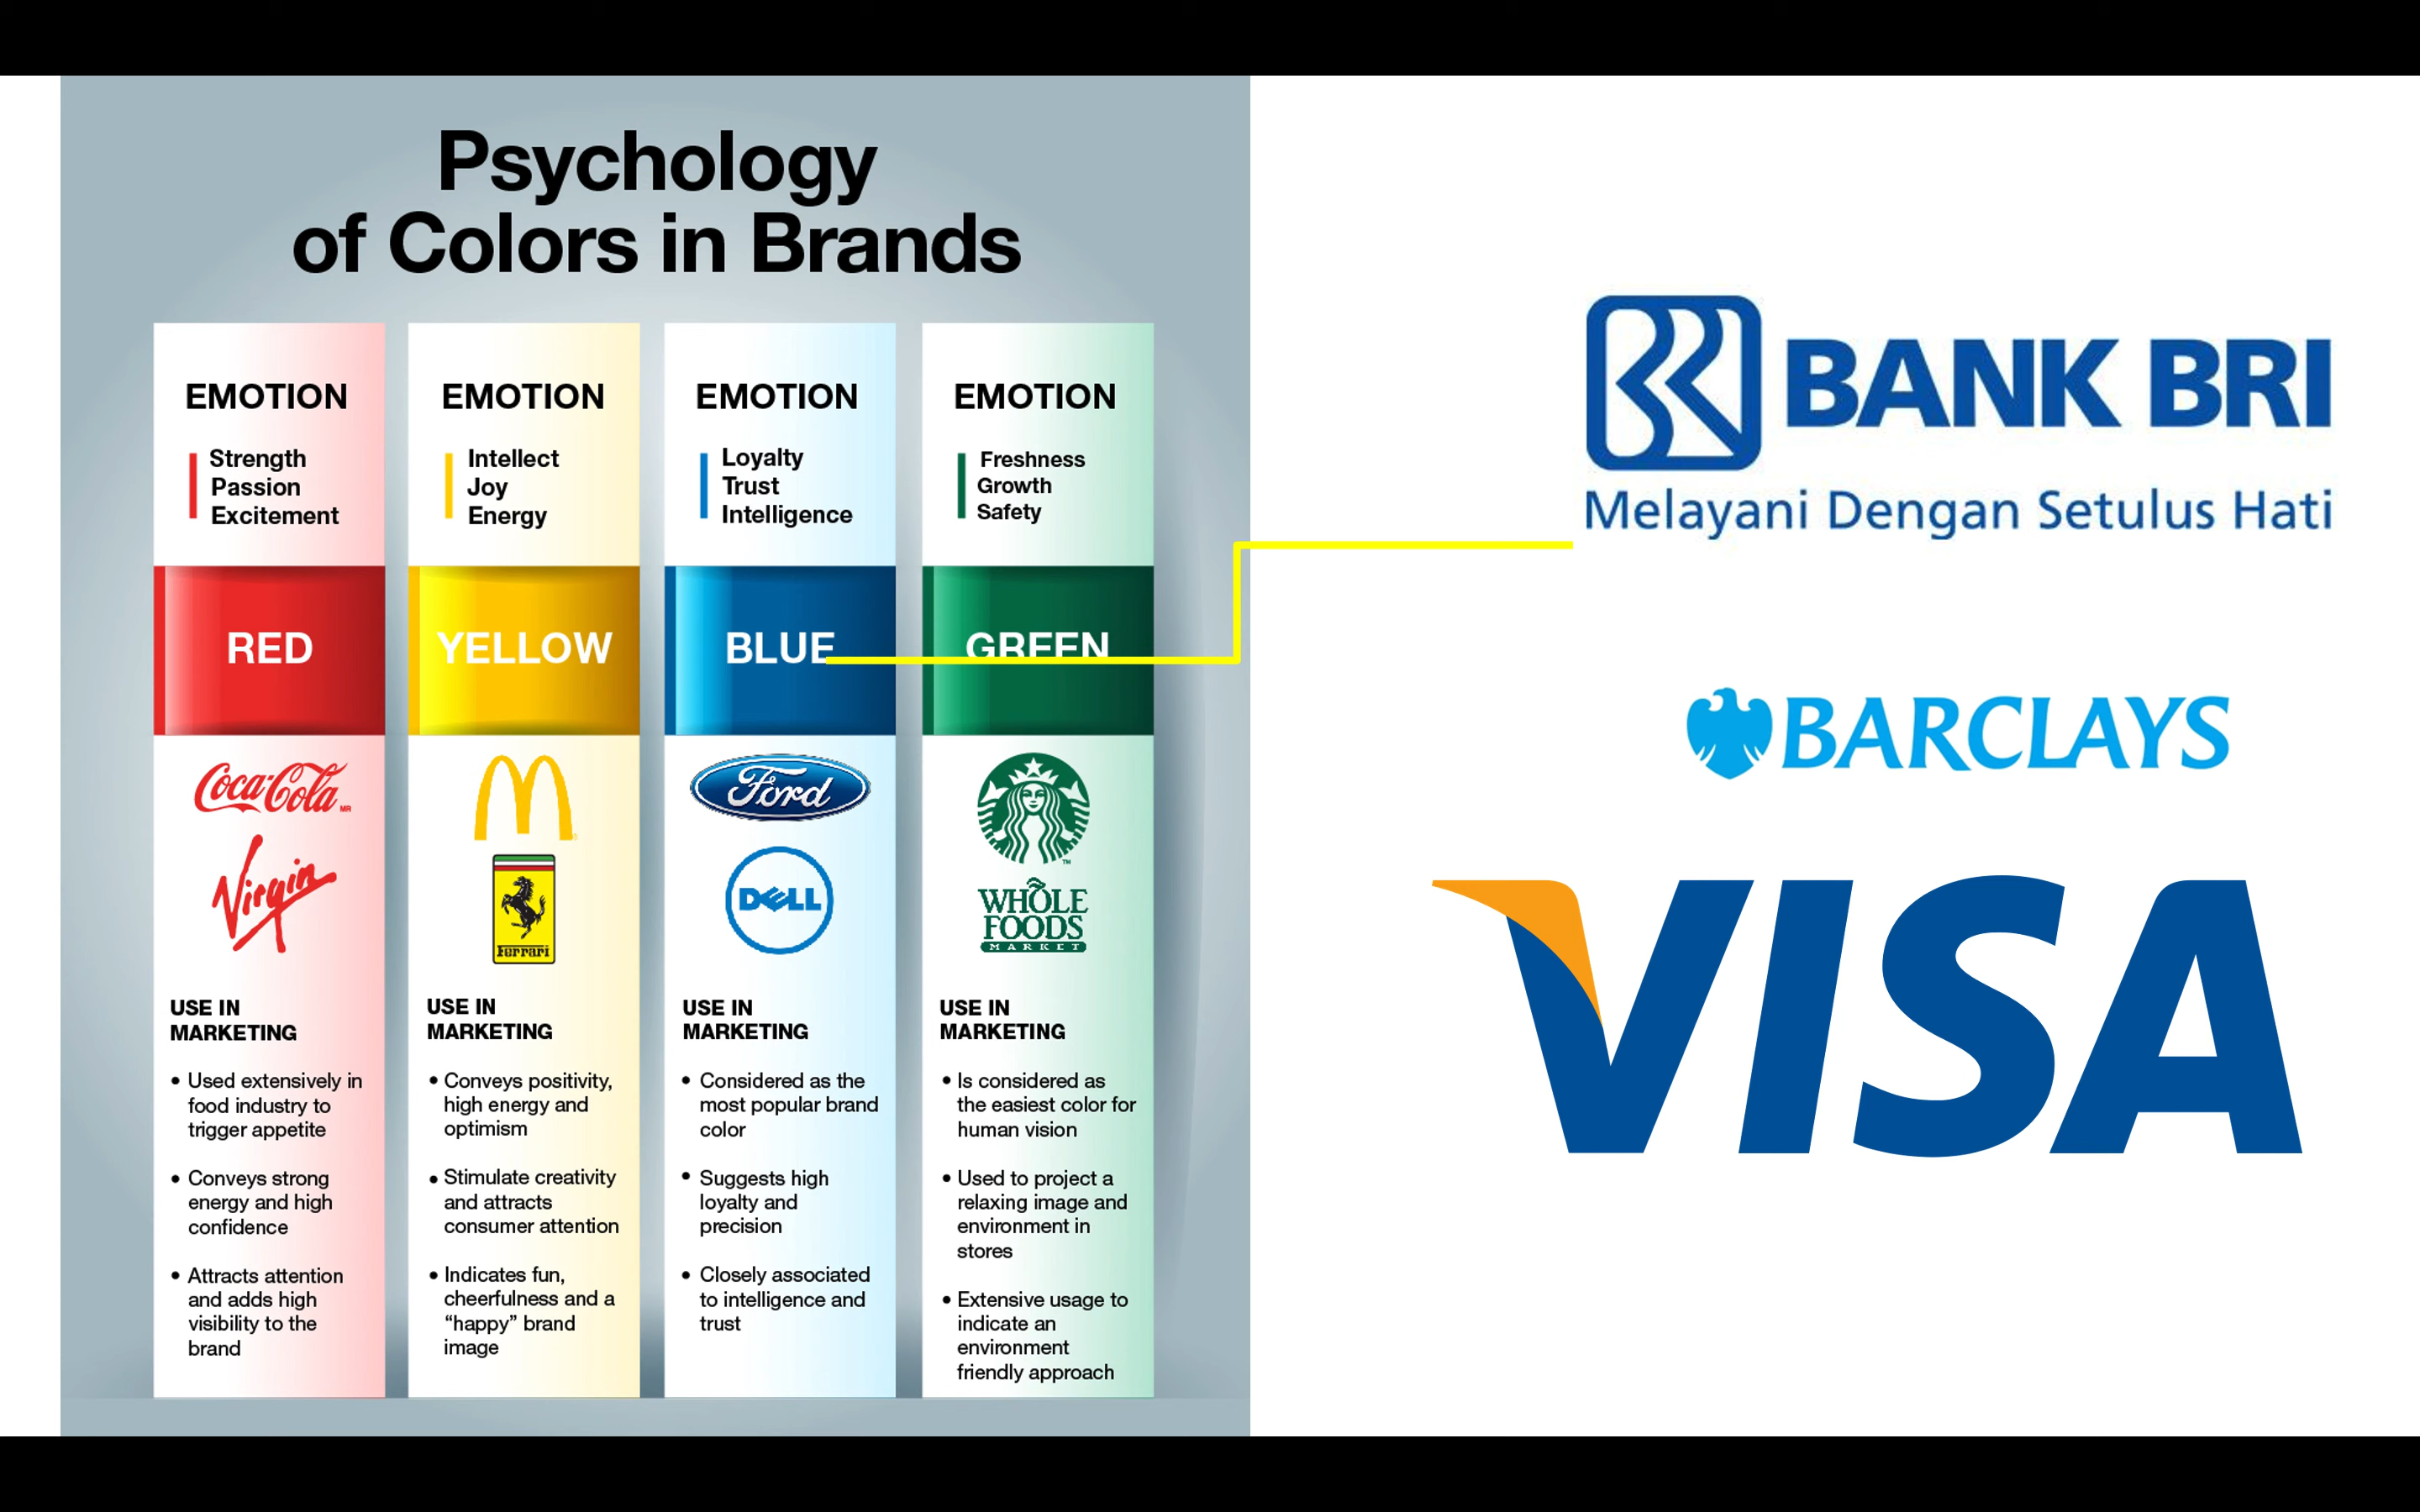 Psychology
of Colors in Brands
EMOTION
Strength
Passion
Excitement
RED
Coca-Cola
MR
Virgin
USE IN
MARKETING
• Used extensively in
food industry to
trigger appetite
• Conveys strong
energy and high
confidence
• Attracts attention
and adds high
visibility to the
brand
EMOTION
Intellect
Joy
Energy
YELLOW
Ferrari
USE IN
MARKETING
• Conveys positivity,
high energy and
optimism
• Stimulate creativity
and attracts
consumer attention
• Indicates fun,
cheerfulness and a
“happy” brand
image
EMOTION
Loyalty
Trust
Intelligence
BLUE
Ford
DELL
USE IN
MARKETING
• Considered as the
most popular brand
color
• Suggests high
loyalty and
precision
• Closely associated
to intelligence and
trust
EMOTION
Freshness
Growth
Safety
GREEN
TM
WHOLE
FOODS
MARKET
USE IN
MARKETING
• Is considered as
the easiest color for
human vision
• Used to project a
relaxing image and
environment in
stores
• Extensive usage to
indicate an
environment
friendly approach
BANK BRI
Melayani Dengan Setulus Hati
BARCLAYS
VISA